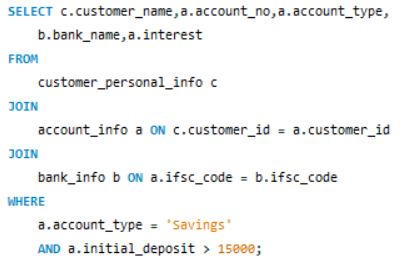 SELECT c.customer_name,a.account_no,a.account_type,
b.bank_name,a.interest
FROM
customer_personal_info c
JOIN
account_info a ON c.customer_id = a.customer_id
JOIN
bank_info b ON a.ifsc_code = b.ifsc_code
WHERE
a.account_type = 'Savings'
AND a.initial_deposit > 15000;